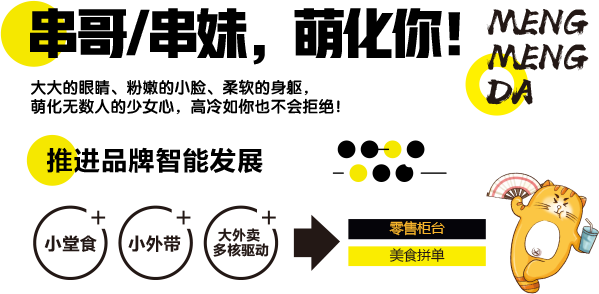 串哥/串妹，萌化你！
MENG
MENG
DA
大大的眼睛、粉嫩的小脸、柔软的身躯，
萌化无数人的少女心，高冷如你也不会拒绝！
推进品牌智能发展
小堂食
小外带
大外卖
多核驱动
零售柜台
美食拼单